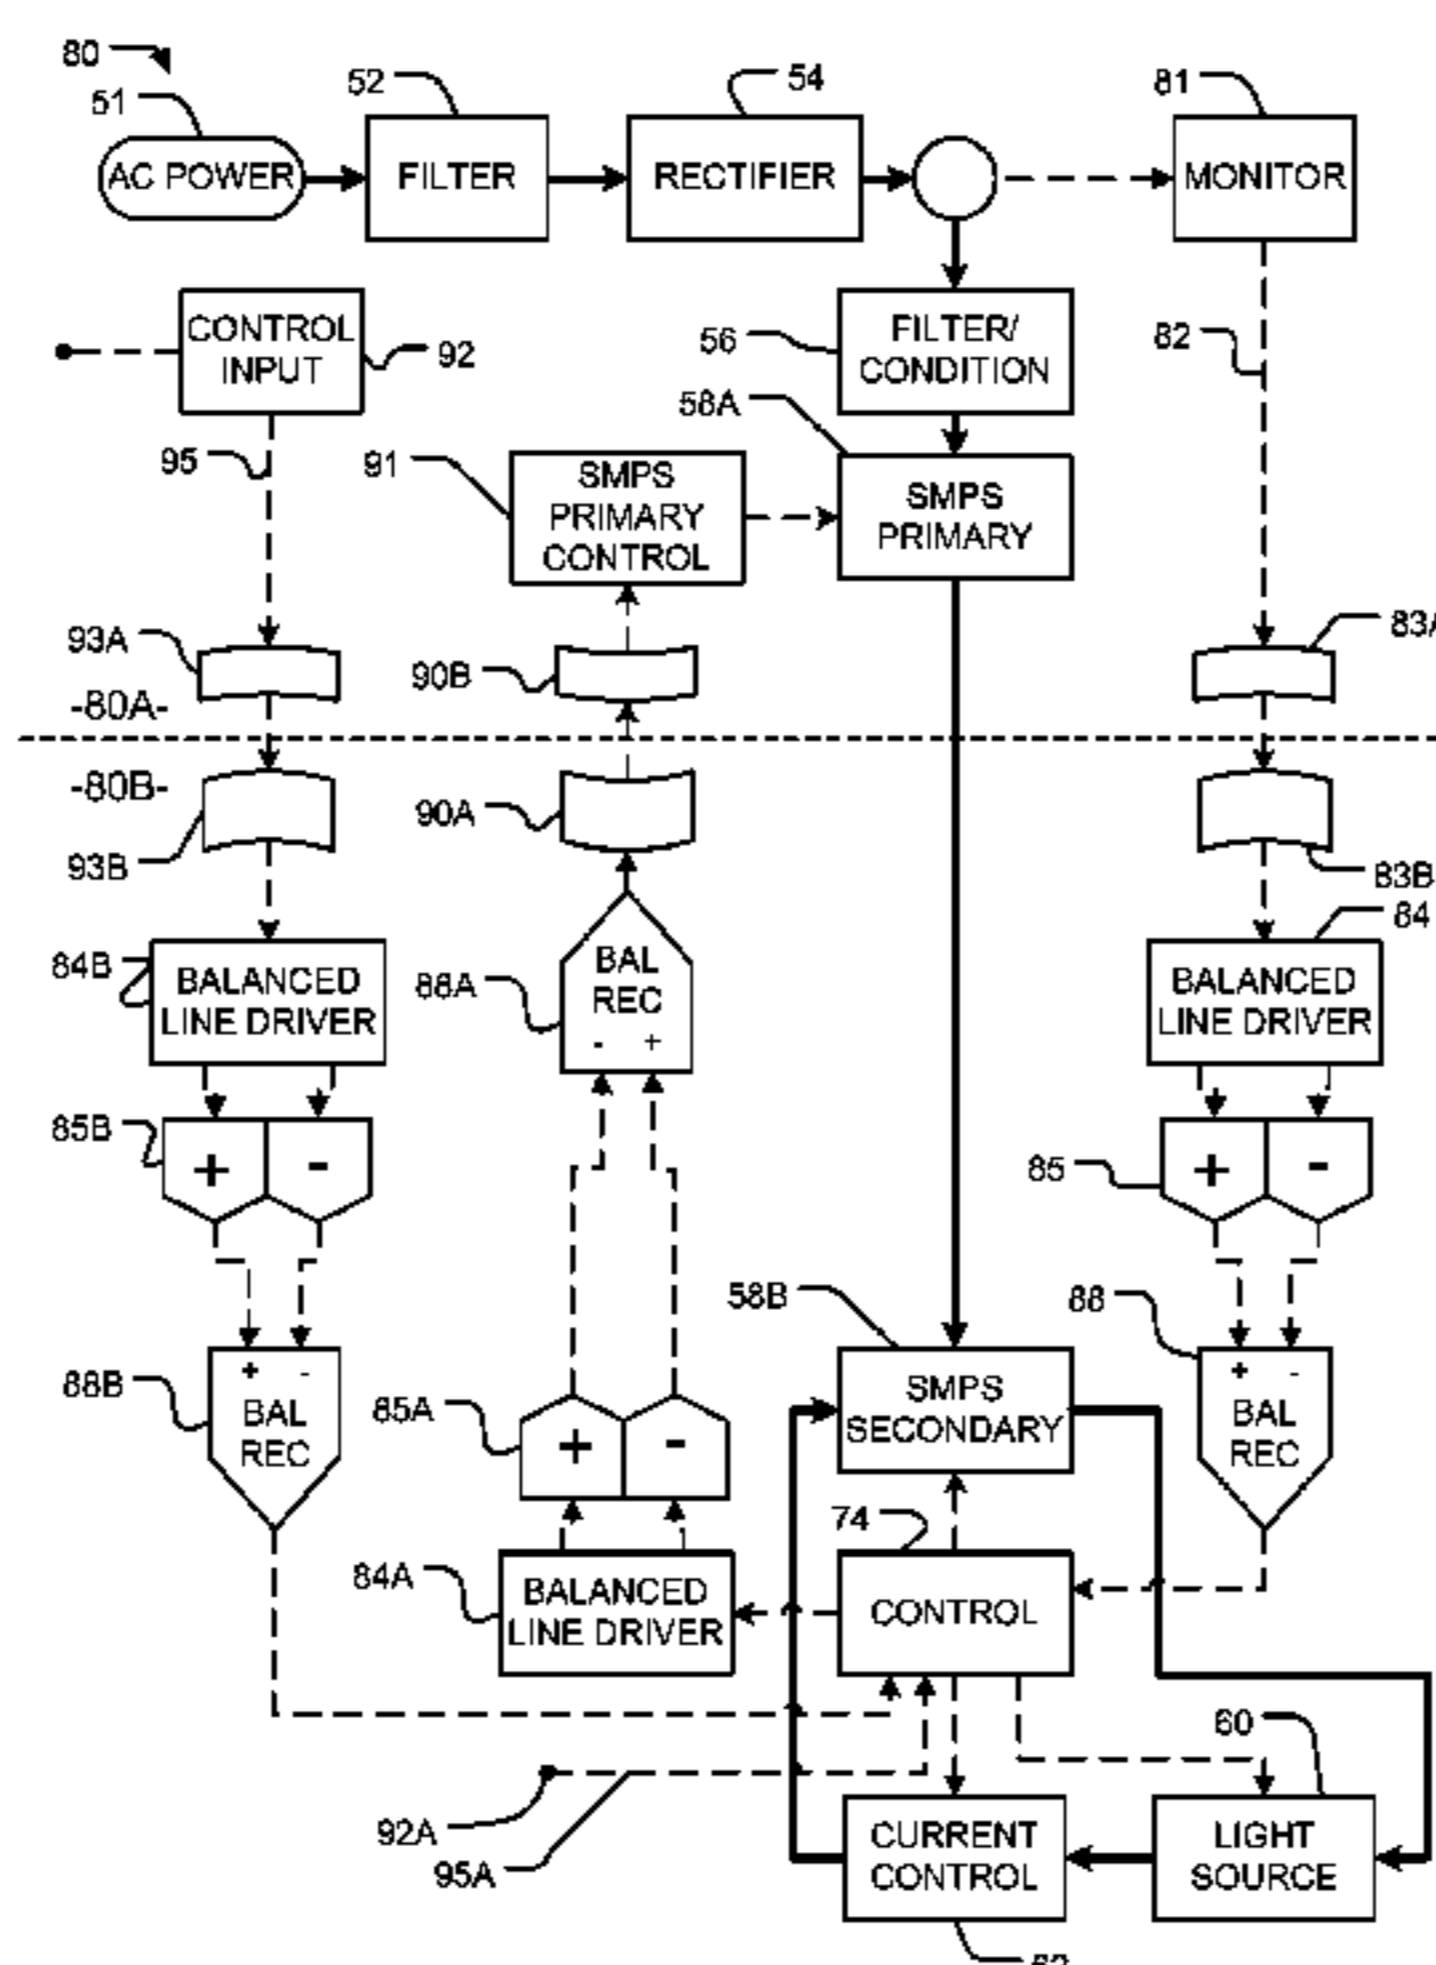 80
51
52
54
81
AC POWER
FILTER
RECTIFIER
MONITOR
CONTROL
INPUT
92
56
FILTER/
CONDITION
82
58A
95
91
SMPS
PRIMARY
CONTROL
SMPS
PRIMARY
93A
90B
-80A-
-80B-
90A
93B
83B
84
84B
BALANCED
LINE DRIVER
88A
BAL
REC
- +
BALANCED
LINE DRIVER
85B
+ -
85
+ -
58B
88
+ -
BAL
REC
88B
85A
+ -
SMPS
SECONDARY
+ -
BAL
REC
74
84A
BALANCED
LINE DRIVER
CONTROL
60
92A
95A
CURRENT
CONTROL
LIGHT
SOURCE